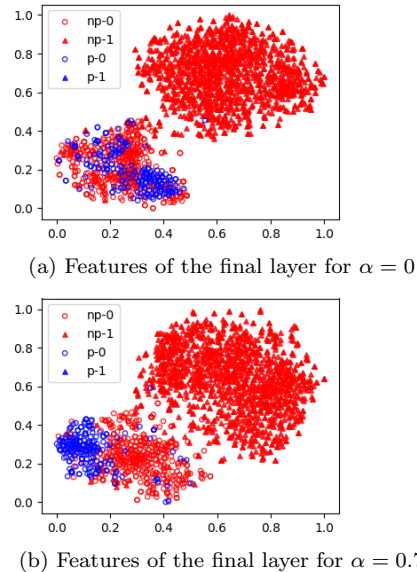 1.0
0.8
0.6
0.4
0.2
0.0
np-0
np-1
p-0
p-1
0.0 0.2 0.4 0.6 0.8 1.0
(a) Features of the final layer for α = 0
1.0
0.8
0.6
0.4
0.2
0.0
np-0
np-1
p-0
p-1
0.0 0.2 0.4 0.6 0.8 1.0
(b) Features of the final layer for α = 0.7